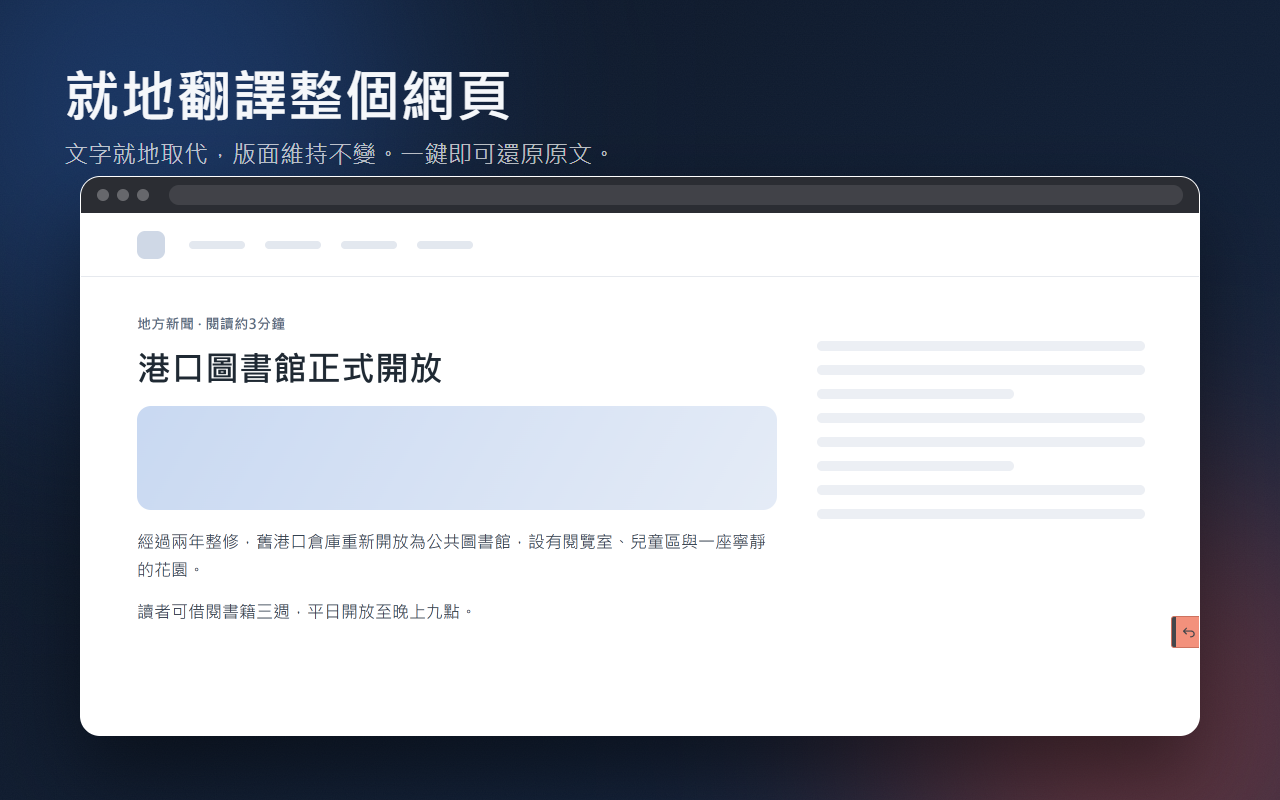 就地翻譯整個網頁
文字就地取代，版面維持不變。一鍵即可還原原文。
地方新聞 · 閱讀約3分鐘
港口圖書館正式開放
經過兩年整修，舊港口倉庫重新開放為公共圖書館，設有閱覽室、兒童區與一座寧靜
的花園。
讀者可借閱書籍三週，平日開放至晚上九點。